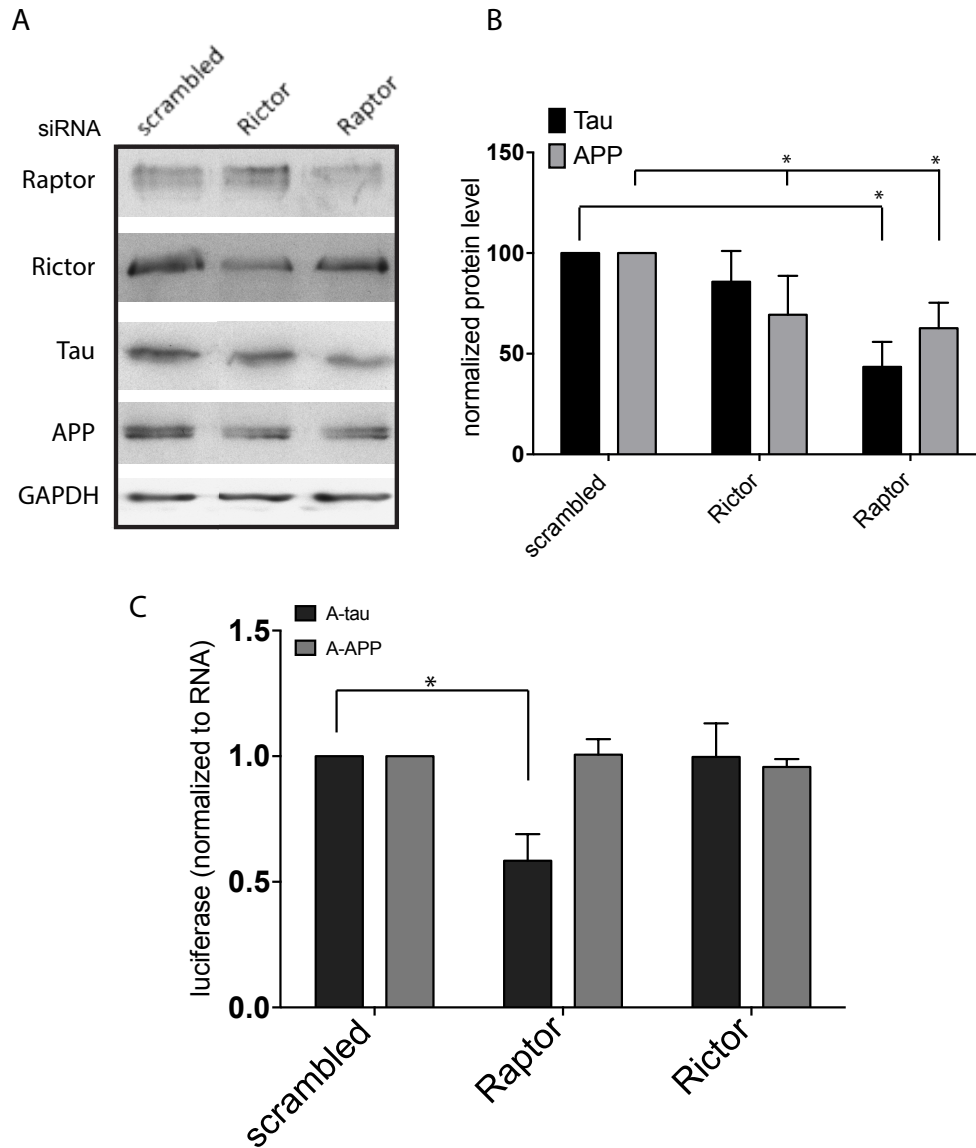 A
siRNA
scrambled
Rictor
Raptor
Raptor
Rictor
Tau
APP
GAPDH
B
Tau
APP
normalized protein level
150
100
50
0
*
*
*
scrambled
Rictor
Raptor
C
A-tau
A-APP
luciferase (normalized to RNA)
1.5
1.0
0.5
0.0
*
scrambled
Raptor
Rictor